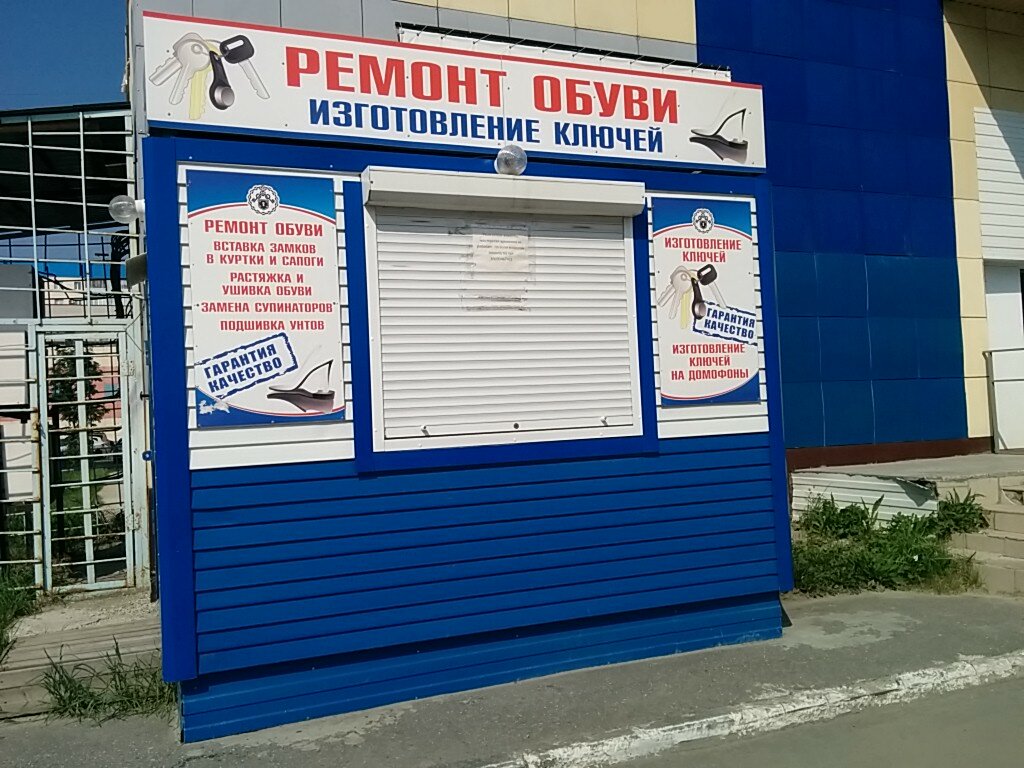 РЕМОНТ ОБУВИ
ИЗГОТОВЛЕНИЕ КЛЮЧЕЙ
РЕМОНТ ОБУВИ
ВСТАВКА ЗАМКОВ
В КУРТКИ И САПОГИ
РАСТЯЖКА И
УШИВКА ОБУВИ
ЗАМЕНА СУПИНАТОРОВ
ПОДШИВКА УНТОВ
ГАРАНТИЯ
КАЧЕСТВО
ИЗГОТОВЛЕНИЕ
КЛЮЧЕЙ
ГАРАНТИЯ
КАЧЕСТВО
ИЗГОТОВЛЕНИЕ
КЛЮЧЕЙ
НА ДОМОФОНЫ